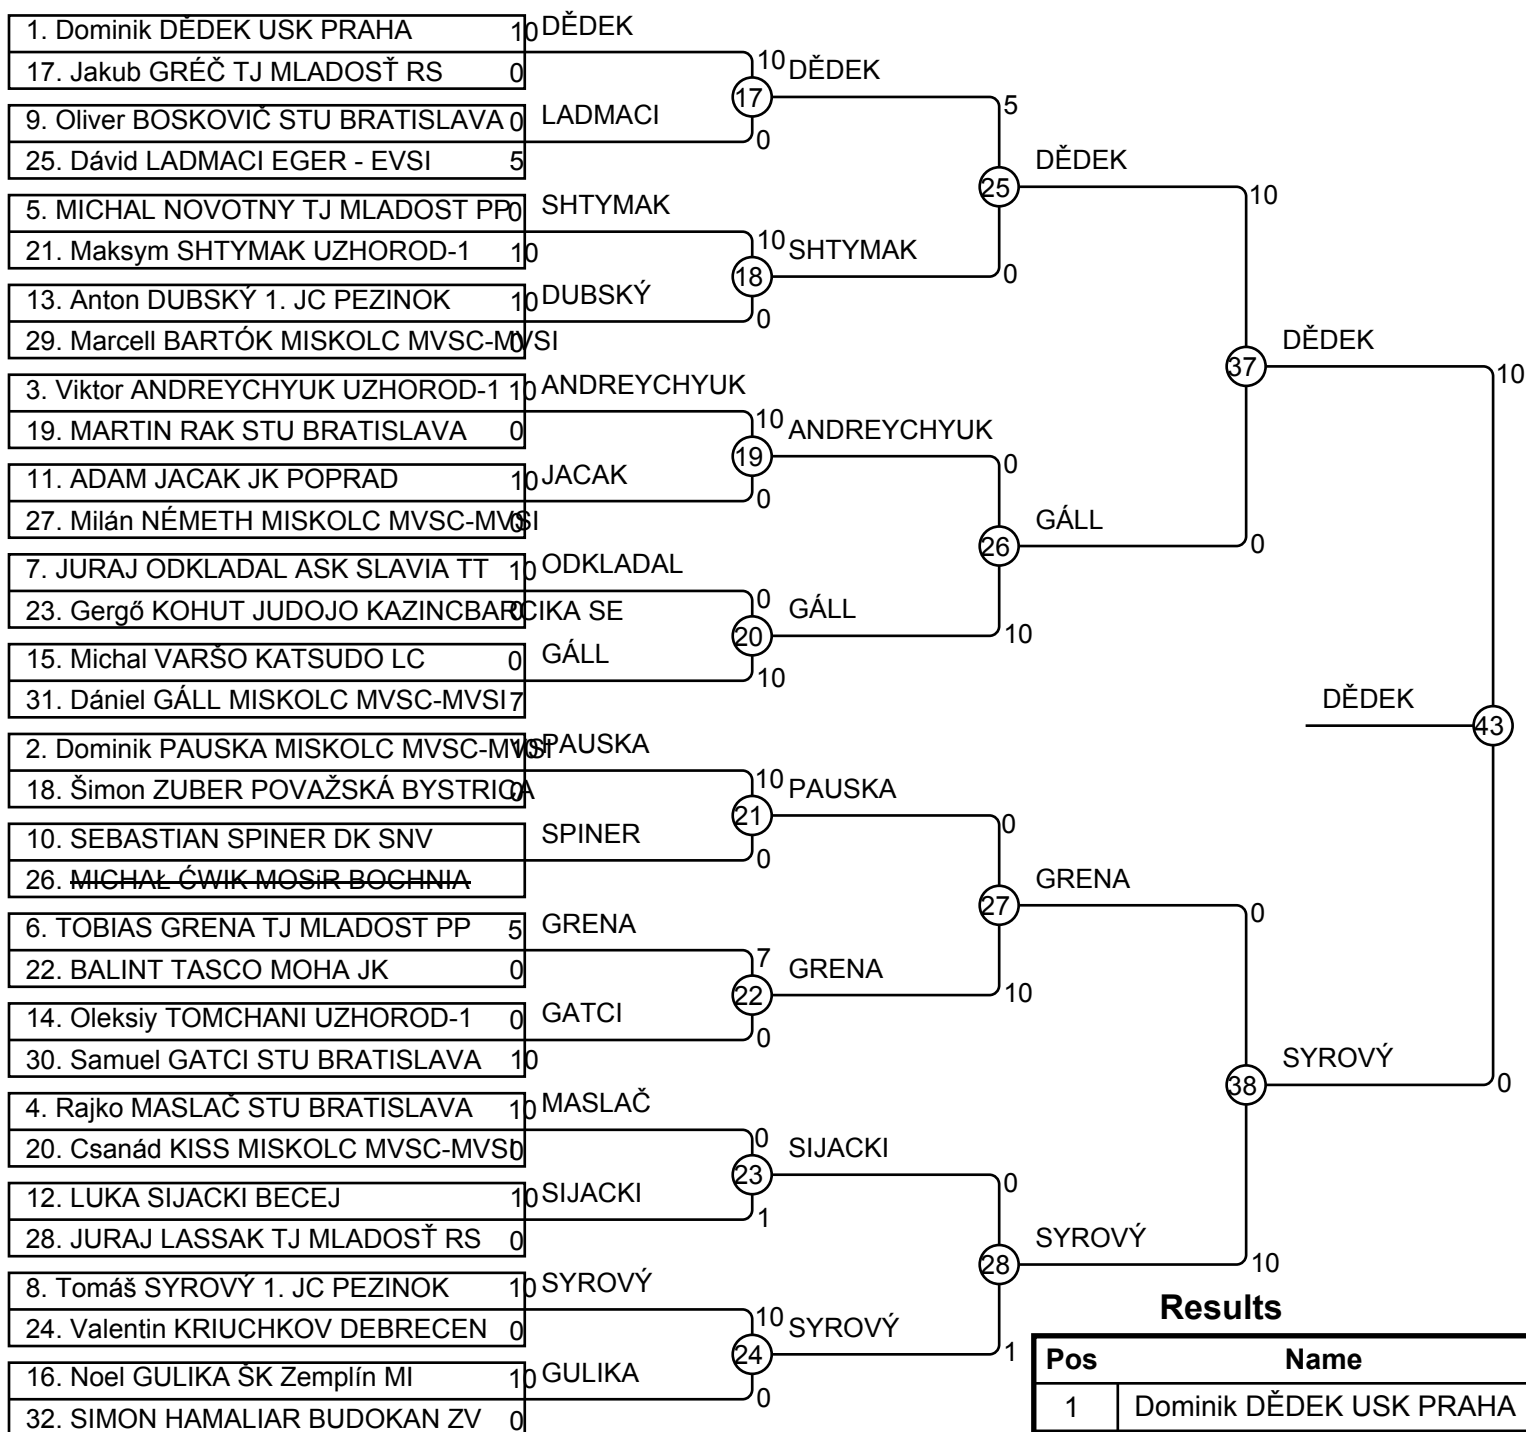 1. Dominik DĚDEK USK PRAHA 10 DĚDEK
10 DĚDEK
17. Jakub GRÉČ TJ MLADOSŤ RS 0
17
5
9. Oliver BOSKOVIČ STU BRATISLAVA 0 LADMACI
0
25. Dávid LADMACI EGER - EVSI 5
DĚDEK
25
10
5. MICHAL NOVOTNY TJ MLADOST PP 0 SHTYMAK
10 SHTYMAK
21. Maksym SHTYMAK UZHOROD-1 10
18
0
13. Anton DUBSKÝ 1. JC PEZINOK 10 DUBSKÝ
0
29. Marcell BARTÓK MISKOLC MVSC-MVSI 0
DĚDEK
37
10
3. Viktor ANDREYCHYUK UZHOROD-1 10 ANDREYCHYUK
10 ANDREYCHYUK
19. MARTIN RAK STU BRATISLAVA 0
19
0
11. ADAM JACAK JK POPRAD 10 JACAK
0
27. Milán NÉMETH MISKOLC MVSC-MVSI 0
GÁLL
26
0
7. JURAJ ODKLADAL ASK SLAVIA TT 10 ODKLADAL
0 GÁLL
23. Gergő KOHUT JUDOJO KAZINCBARCIKA SE 0
20
10
15. Michal VARŠO KATSUDO LC 0 GÁLL
10
31. Dániel GÁLL MISKOLC MVSC-MVSI 7
DĚDEK
43
2. Dominik PAUSKA MISKOLC MVSC-MVSI 10 PAUSKA
10 PAUSKA
18. Šimon ZUBER POVAŽSKÁ BYSTRICA 0
21
0
10. SEBASTIAN SPINER DK SNV SPINER
0
26. MICHAŁ ĆWIK MOSiR BOCHNIA
GRENA
27
0
6. TOBIAS GRENA TJ MLADOST PP 5 GRENA
7 GRENA
22. BALINT TASCO MOHA JK 0
22
10
14. Oleksiy TOMCHANI UZHOROD-1 0 GATCI
0
30. Samuel GATCI STU BRATISLAVA 10
SYROVÝ
38
0
4. Rajko MASLAČ STU BRATISLAVA 10 MASLAČ
0 SIJACKI
20. Csanád KISS MISKOLC MVSC-MVSI 0
23
0
12. LUKA SIJACKI BECEJ 10 SIJACKI
1
28. JURAJ LASSAK TJ MLADOSŤ RS 0
SYROVÝ
28
10
8. Tomáš SYROVÝ 1. JC PEZINOK 10 SYROVÝ
10 SYROVÝ
24. Valentin KRIUCHKOV DEBRECEN 0
24
1
16. Noel GULIKA ŠK Zemplín MI 10 GULIKA
0
32. SIMON HAMALIAR BUDOKAN ZV 0
Results
Pos Name
1 Dominik DĚDEK USK PRAHA